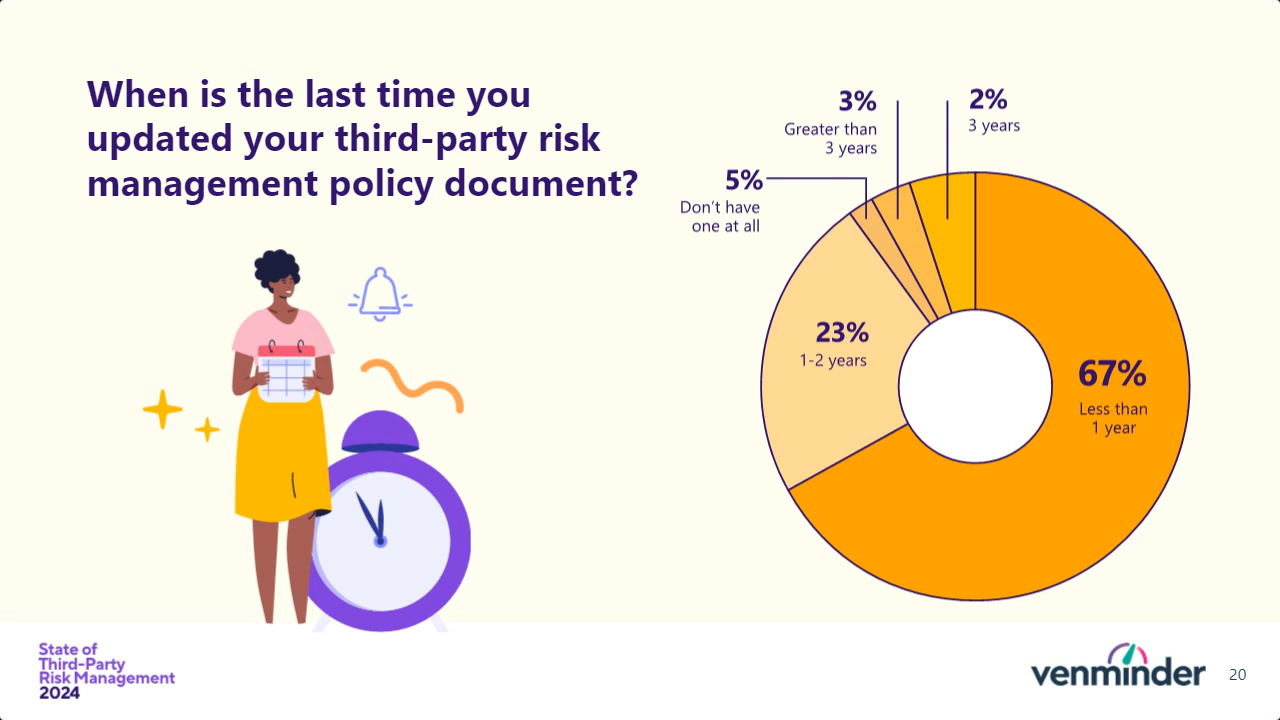 When is the last time you
updated your third-party risk
management policy document?
3%
Greater than
3 years
2%
3 years
5%
Don't have
one at all
23%
1-2 years
67%
Less than
1 year
State of
Third-Party
Risk Management
2024
venminder
20